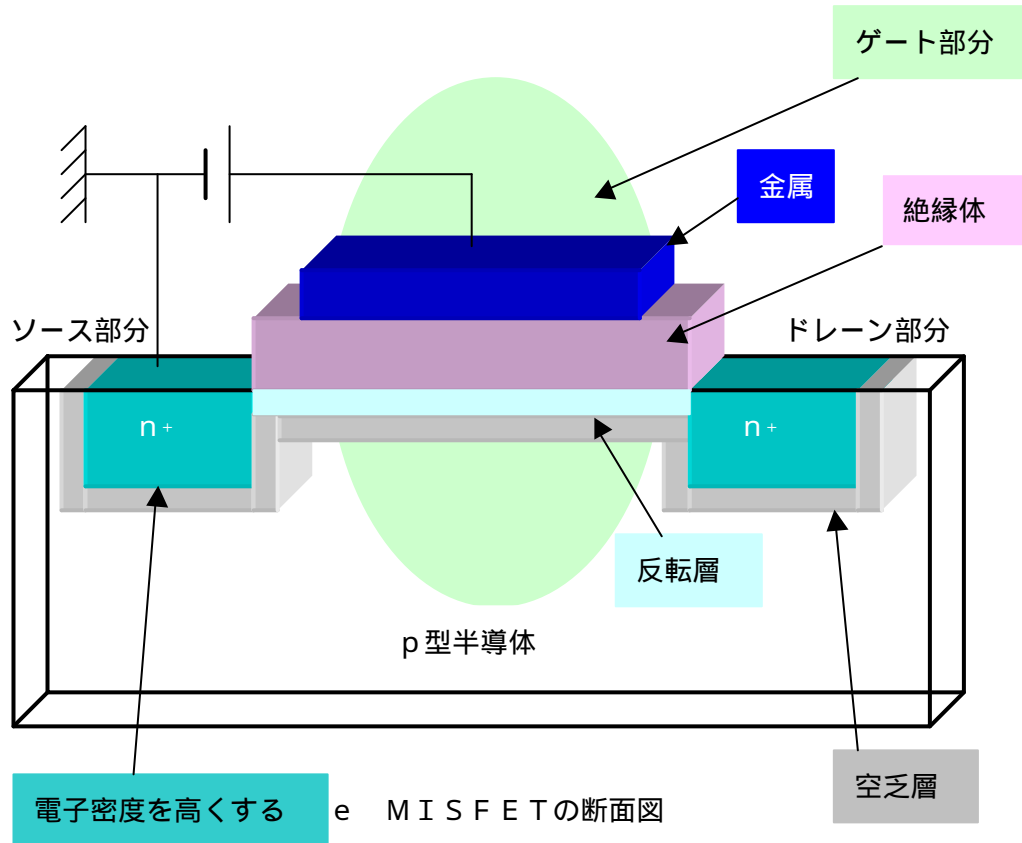 ゲート部分
金属
絶縁体
ソース部分
ドレーン部分
n+
n+
反転層
p型半導体
空乏層
電子密度を高くする
e　ＭＩＳＦＥＴの断面図